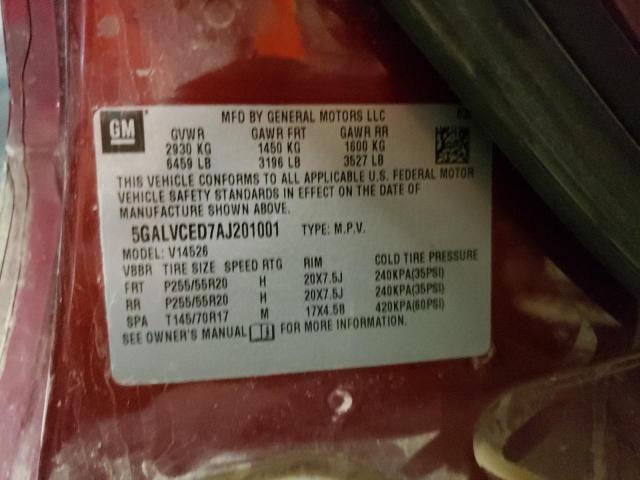 GM
MFD BY GENERAL MOTORS LLC
GVWR GAWR FRT GAWR RR
2930 KG 1450 KG 1600 KG
6459 LB 3196 LB 3527 LB
THIS VEHICLE CONFORMS TO ALL APPLICABLE U.S. FEDERAL MOTOR
VEHICLE SAFETY STANDARDS IN EFFECT ON THE DATE OF
MANUFACTURE SHOWN ABOVE.
5GALVCED7AJ201001 TYPE: M.P.V.
MODEL: V14526
VBBR TIRE SIZE SPEED RTG RIM COLD TIRE PRESSURE
FRT P255/55R20 H 20X7.5J 240KPA(35PSI)
RR P255/55R20 H 20X7.5J 240KPA(35PSI)
SPA T145/70R17 M 17X4.5B 420KPA(60PSI)
SEE OWNER'S MANUAL FOR MORE INFORMATION.